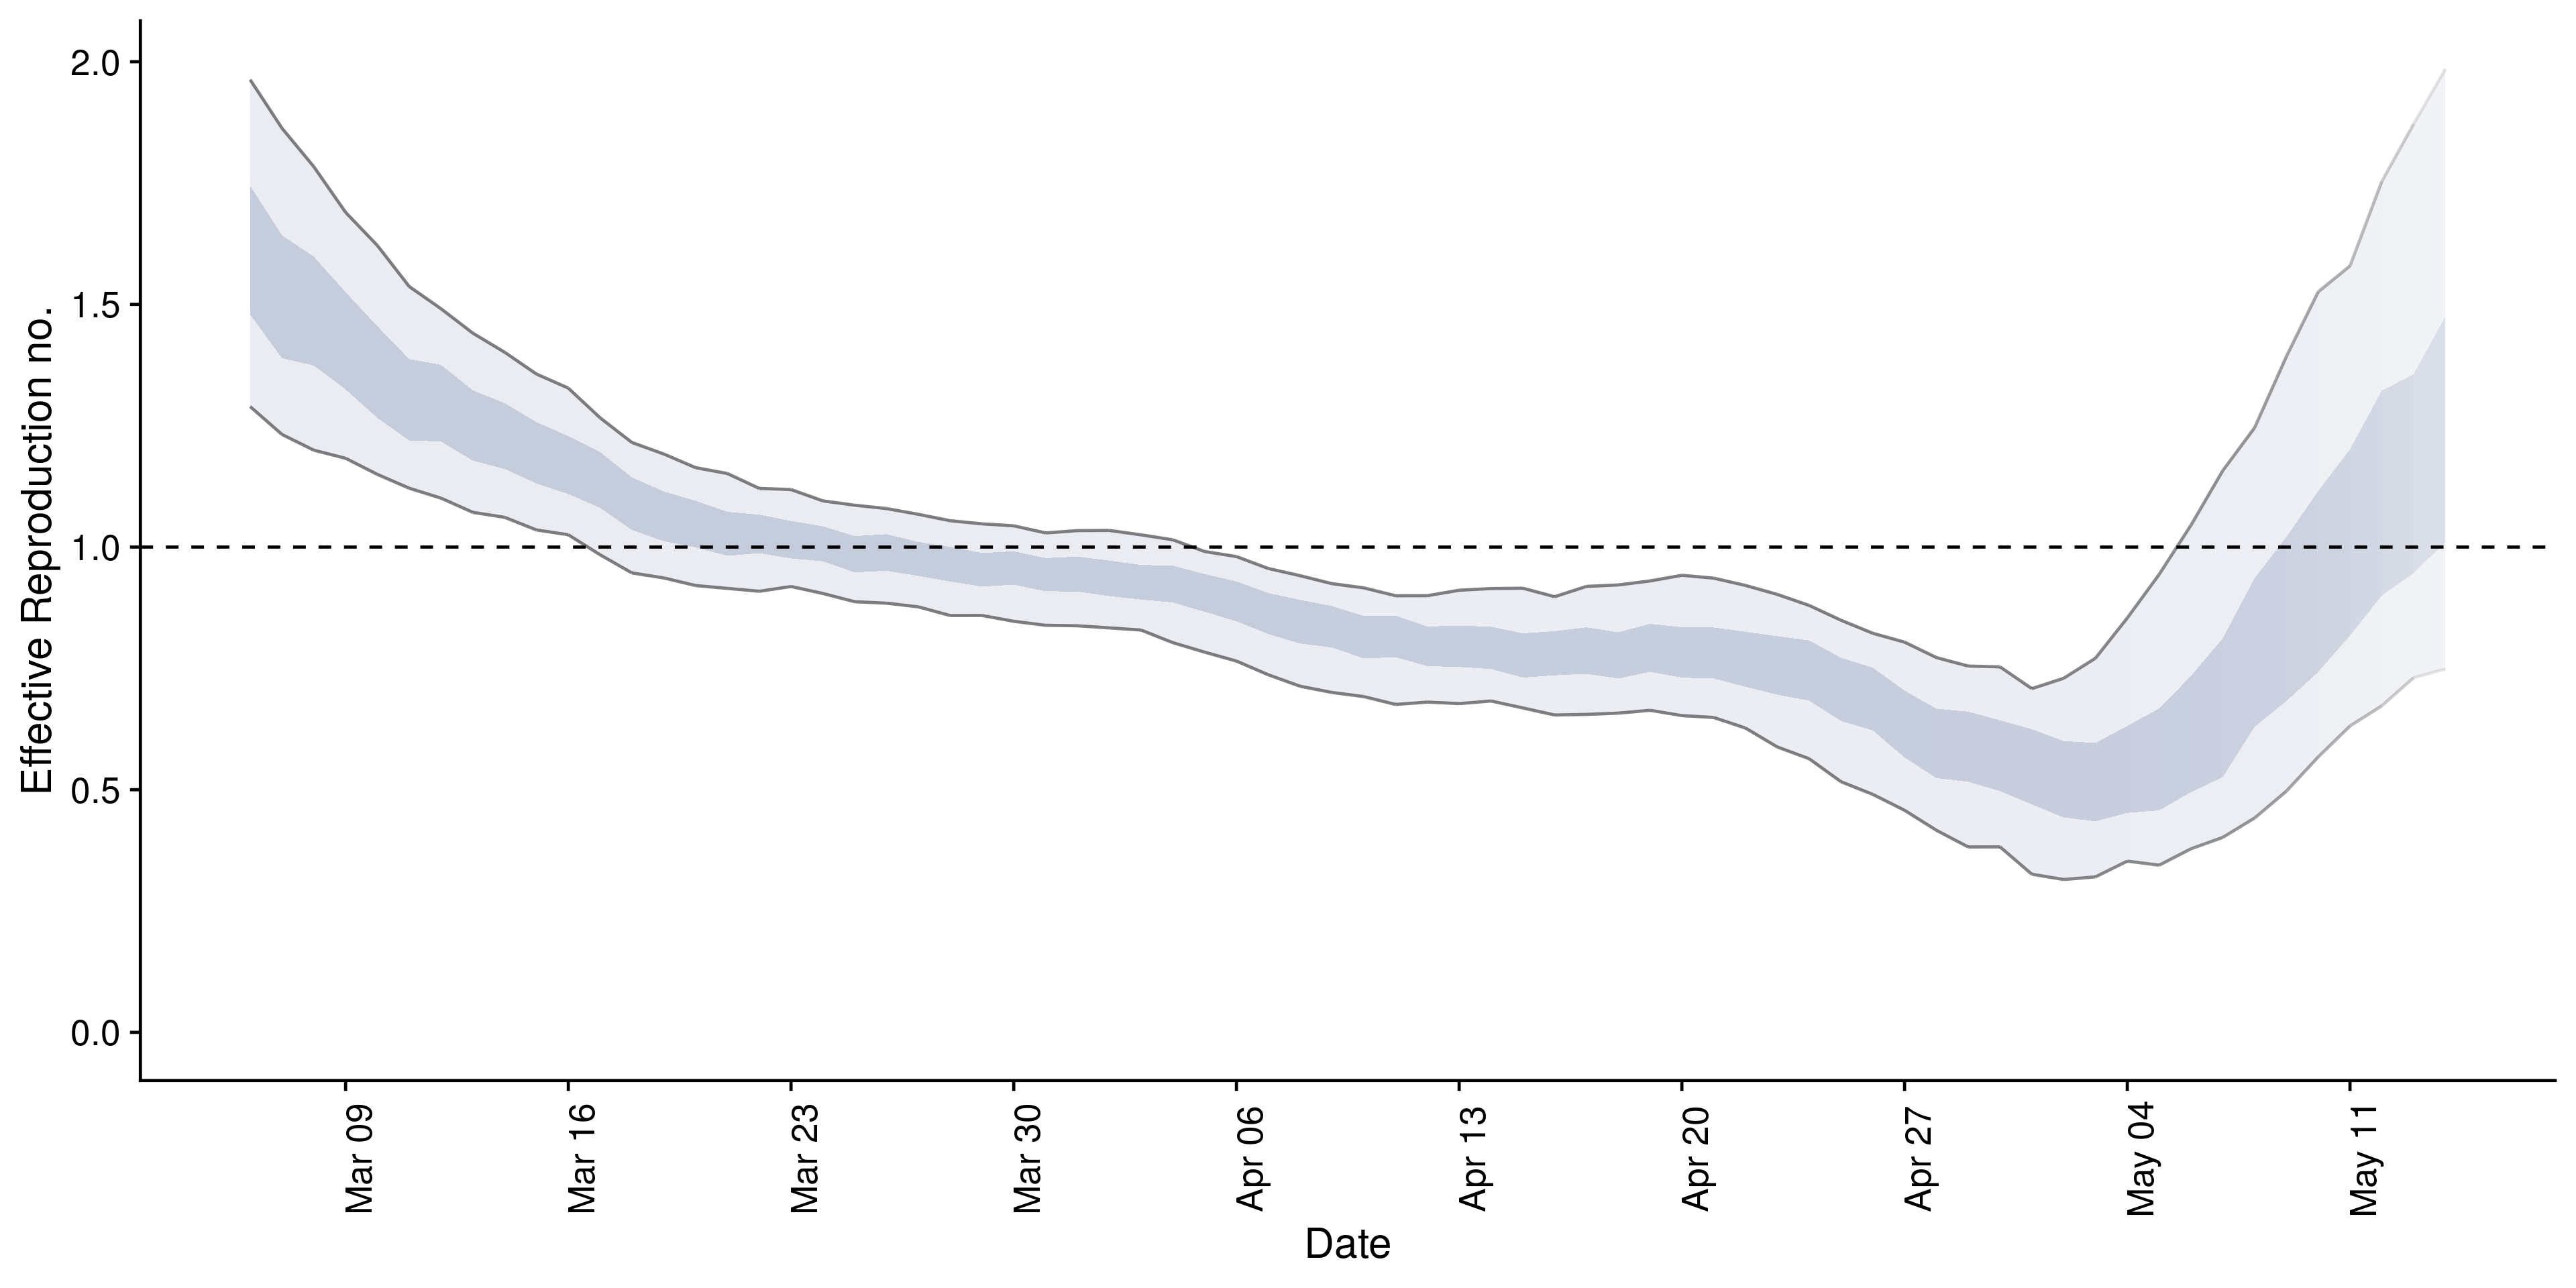 Effective Reproduction no.
2.0
1.5
1.0
0.5
0.0
Mar 09
Mar 16
Mar 23
Mar 30
Apr 06
Apr 13
Apr 20
Apr 27
May 04
May 11
Date